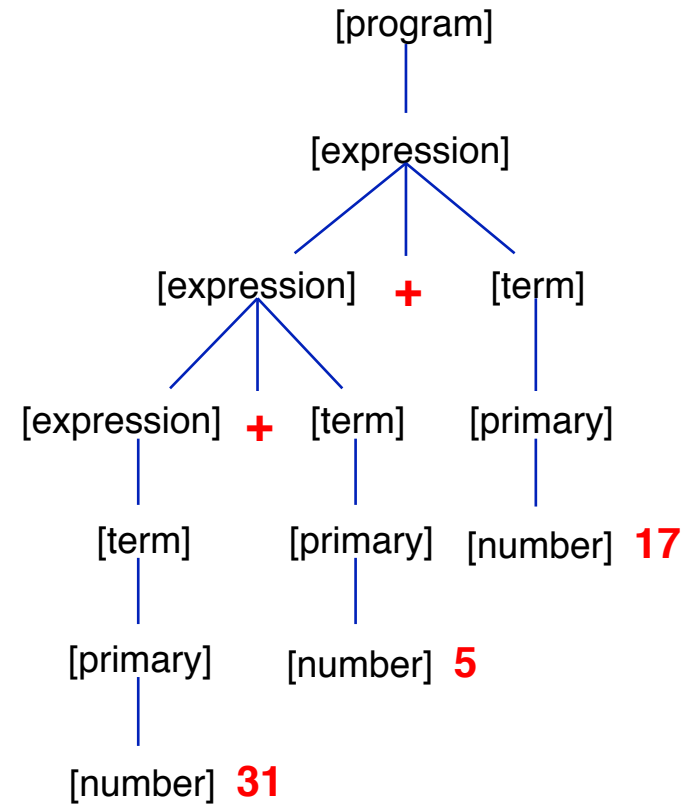 [program]
[expression]
[expression] + [term]
[expression] + [term] [primary]
[term] [primary] [number] 17
[primary] [number] 5
[number] 31